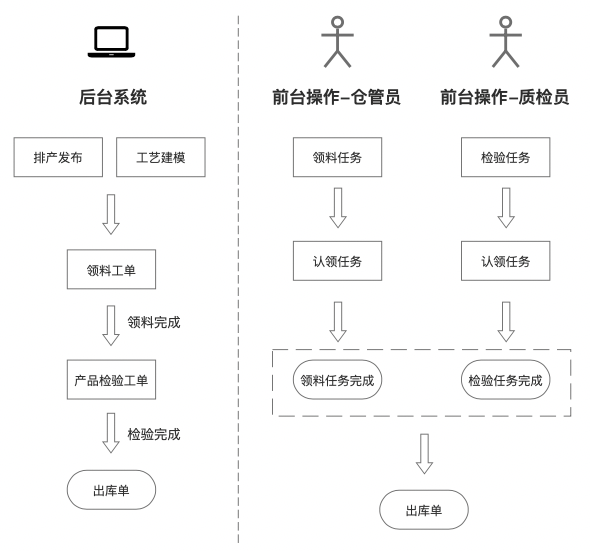 后台系统
排产发布
工艺建模
领料工单
领料完成
产品检验工单
检验完成
出库单
前台操作–仓管员
前台操作–质检员
领料任务
检验任务
认领任务
认领任务
领料任务完成
检验任务完成
出库单